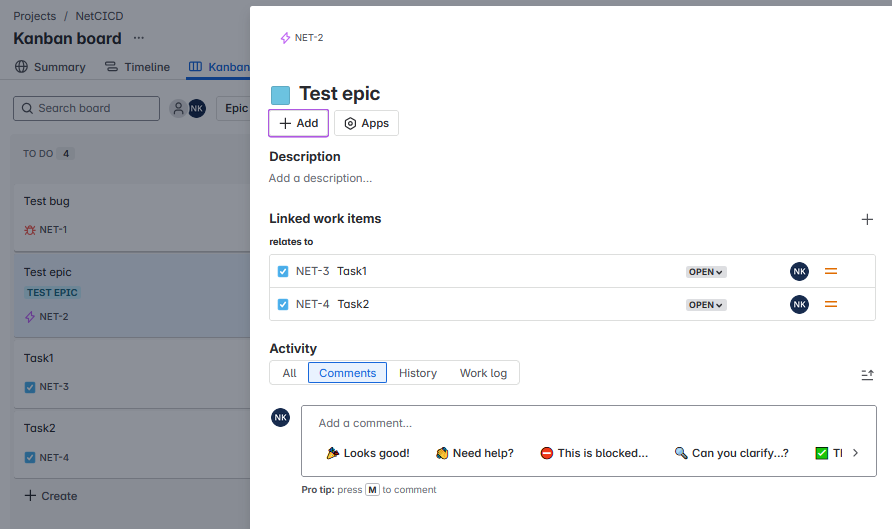 Projects / NetCICD
Kanban board ...
Summary Timeline Kanban
Search board NK Epic
TO DO 4
Test bug
NET-1
Test epic
TEST EPIC
NET-2
Task1
NET-3
Task2
NET-4
+ Create
NET-2
Test epic
+ Add Apps
Description
Add a description...
Linked work items
relates to
NET-3 Task1 OPEN NK
NET-4 Task2 OPEN NK
Activity
All Comments History Work log
NK
Add a comment...
Looks good! Need help? This is blocked... Can you clarify...?
Pro tip: press M to comment